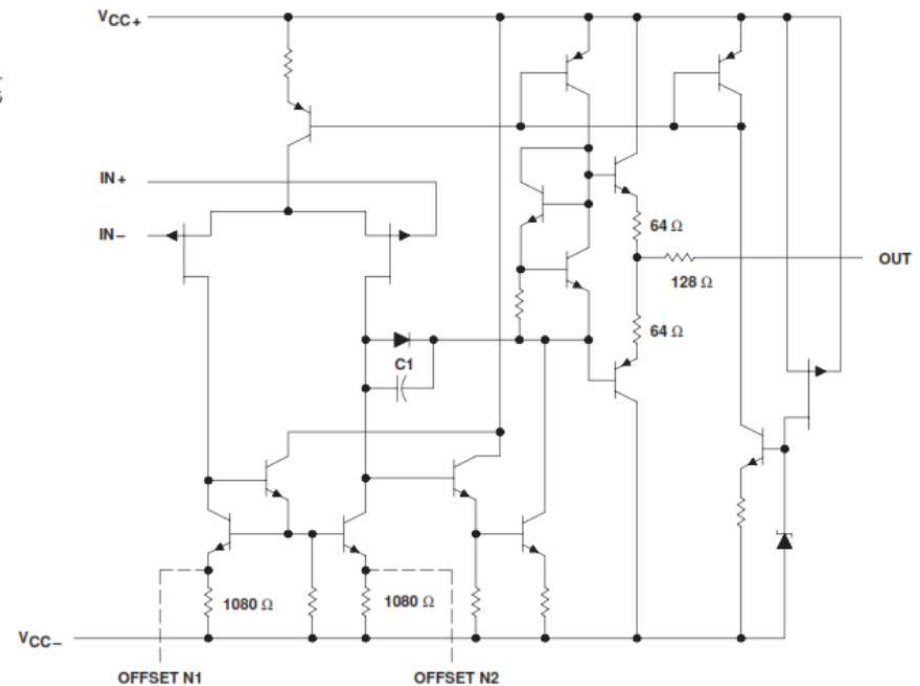 VCC+
IN+
IN−
64 Ω
OUT
128 Ω
64 Ω
C1
1080 Ω
1080 Ω
VCC−
OFFSET N1
OFFSET N2